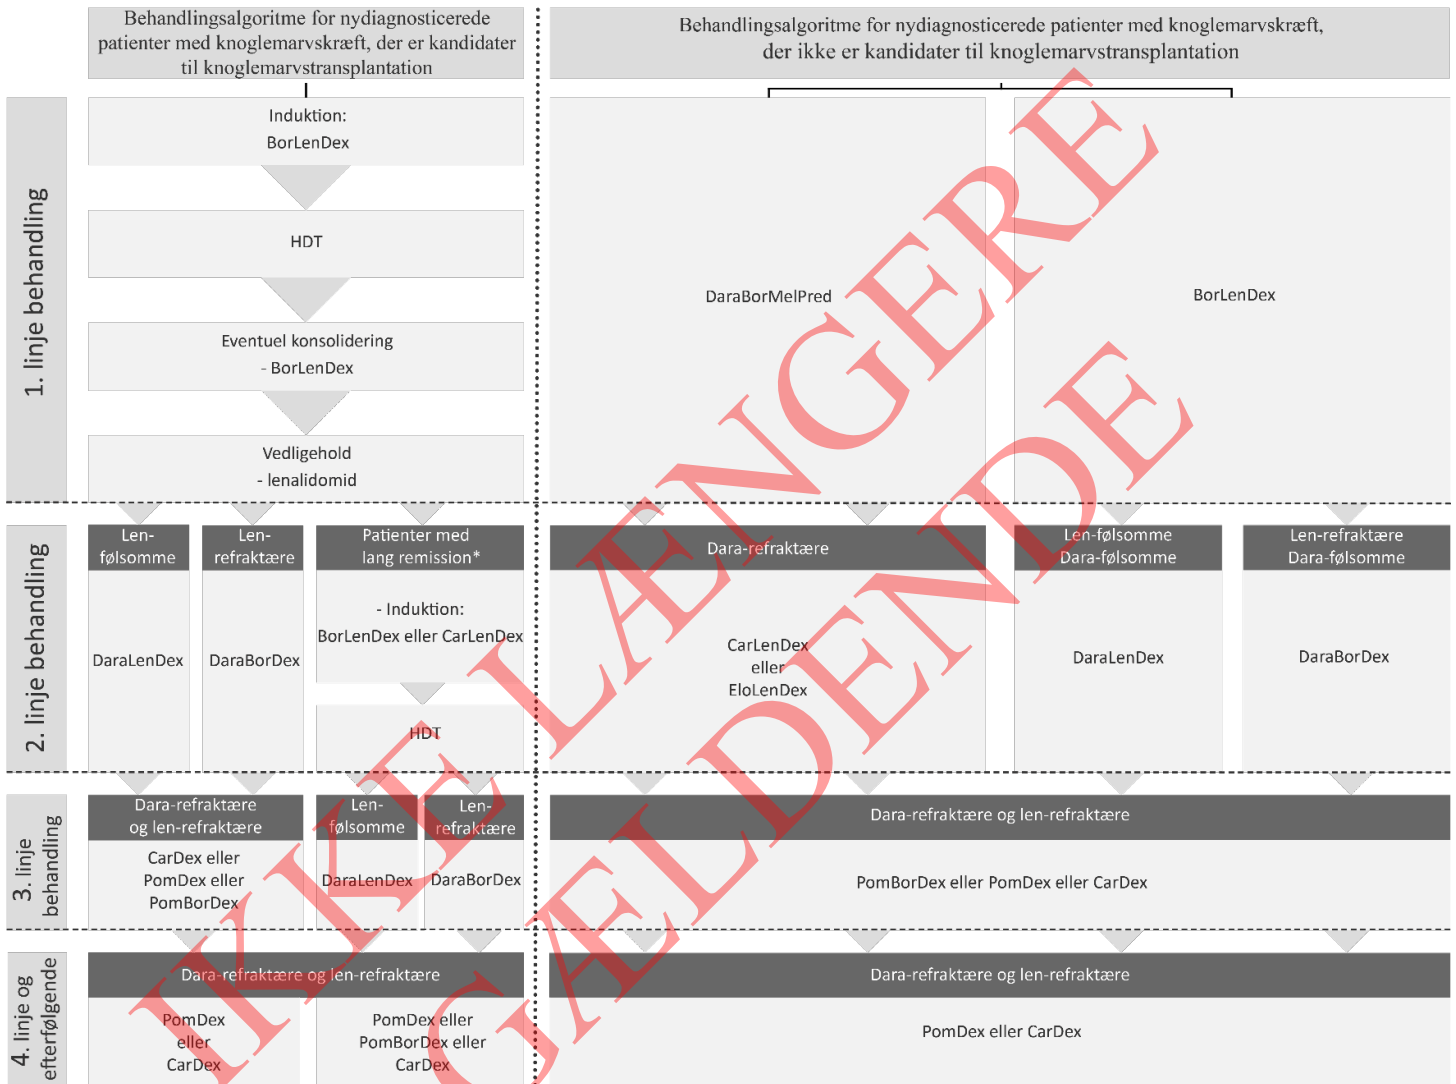 Behandlingsalgoritme for nydiagnosticerede
patienter med knoglemarvskræft, der er kandidater
til knoglemarvstransplantation
Behandlingsalgoritme for nydiagnosticerede patienter med knoglemarvskræft,
der ikke er kandidater til knoglemarvstransplantation
1. linje behandling
Induktion:
BorLenDex
HDT
Eventuel konsolidering
- BorLenDex
Vedligehold
- lenalidomid
DaraBorMelPred
BorLenDex
2. linje behandling
Len-
følsomme
DaraLenDex
Len-
refraktære
DaraBorDex
Patienter med
lang remission*
- Induktion:
BorLenDex eller CarLenDex
HDT
Dara-refraktære
CarLenDex
eller
EloLenDex
Len-følsomme
Dara-følsomme
DaraLenDex
Len-refraktære
Dara-følsomme
DaraBorDex
3. linje
behandling
Dara-refraktære
og len-refraktære
CarDex eller
PomDex eller
PomBorDex
Len-
følsomme
DaraLenDex
Len-
refraktære
DaraBorDex
Dara-refraktære og len-refraktære
PomBorDex eller PomDex eller CarDex
4. linje og
efterfølgende
Dara-refraktære og len-refraktære
PomDex
eller
CarDex
PomDex eller
PomBorDex eller
CarDex
Dara-refraktære og len-refraktære
PomDex eller CarDex
IKKE LÆNGERE
GÆLDENDE